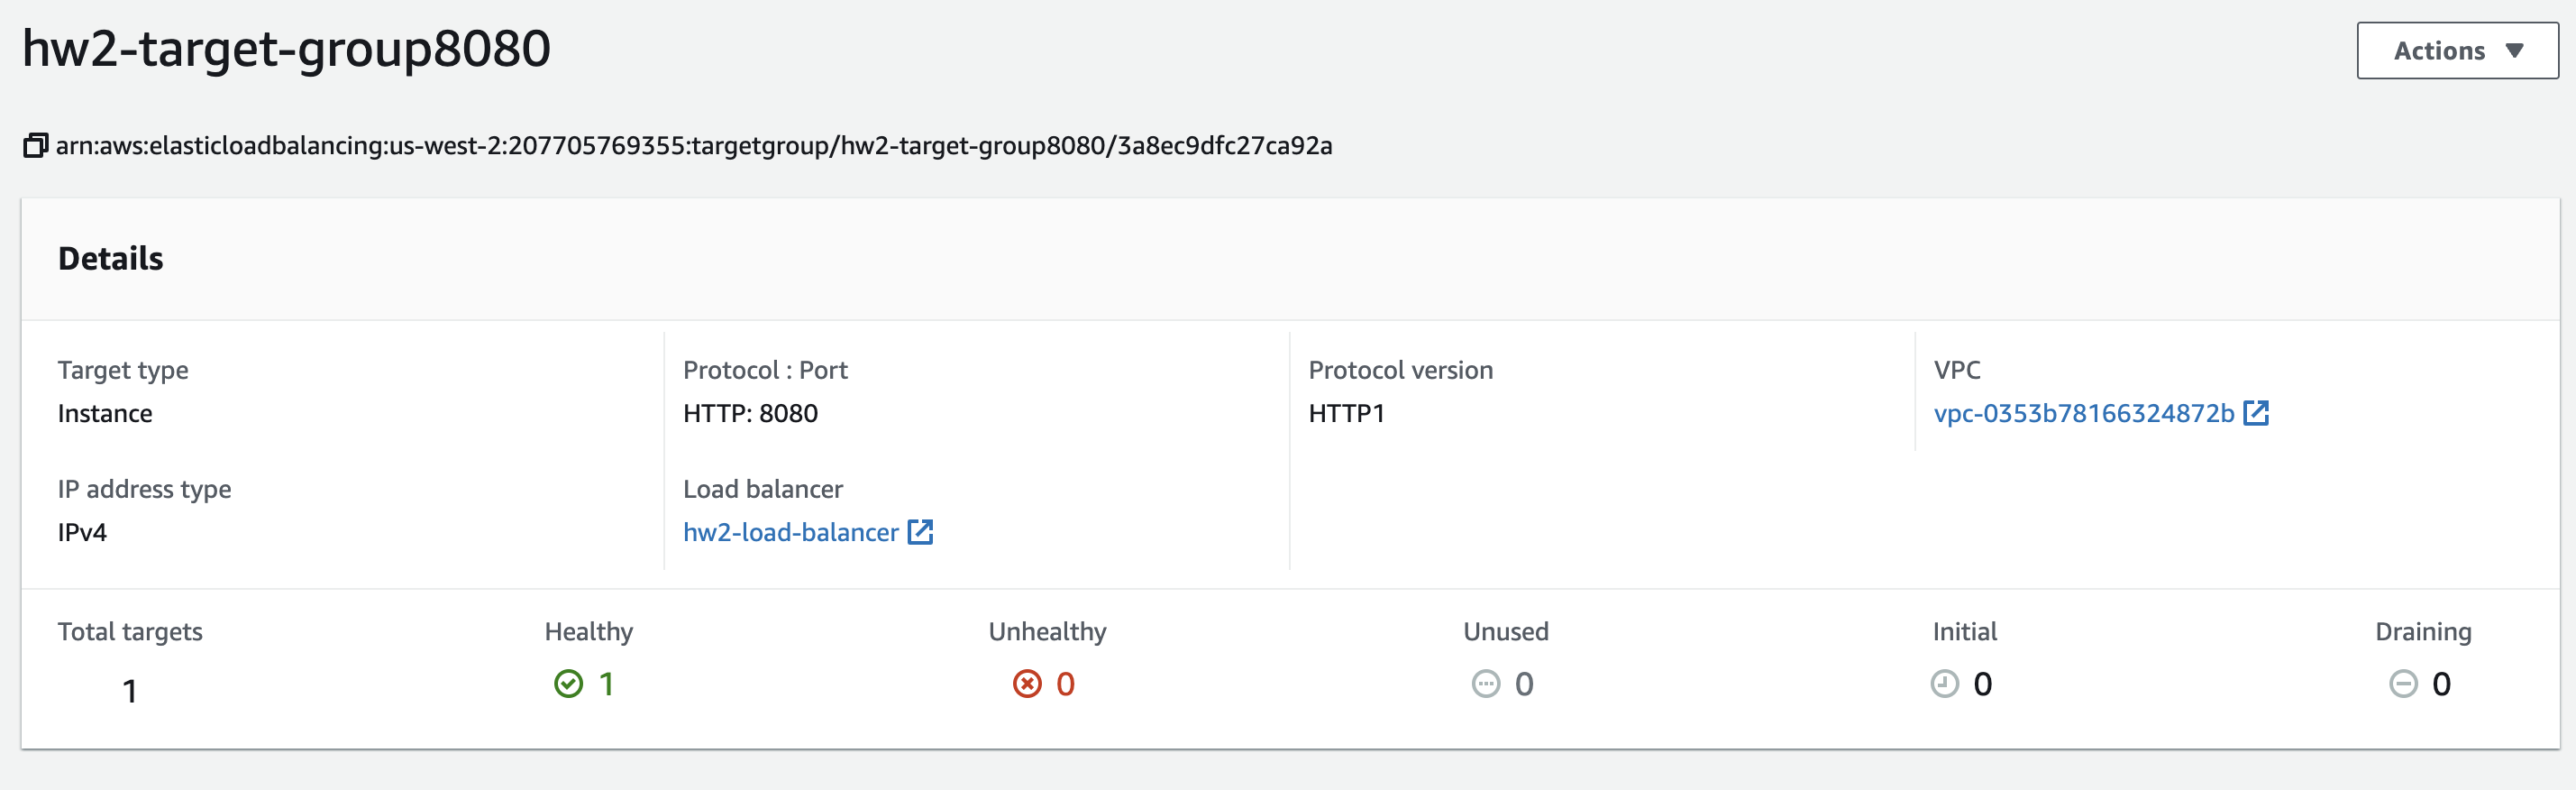 hw2-target-group8080
Actions
arn:aws:elasticloadbalancing:us-west-2:207705769355:targetgroup/hw2-target-group8080/3a8ec9dfc27ca92a
Details
Target type
Instance
Protocol : Port
HTTP: 8080
Protocol version
HTTP1
VPC
vpc-0353b78166324872b
IP address type
IPv4
Load balancer
hw2-load-balancer
Total targets
1
Healthy
1
Unhealthy
0
Unused
0
Initial
0
Draining
0